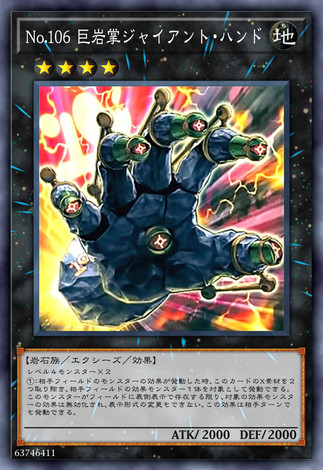 No.106 巨岩掌ジャイアント・ハンド 地
【岩石族/エクシーズ/効果】
レベル4モンスター×2
①:相手フィールドのモンスターの効果が発動した時、このカードのX素材を2
つ取り除き、相手フィールドの効果モンスター1体を対象として発動できる。
このモンスターがフィールドに表側表示で存在する限り、対象の効果モンスタ
ーの効果は無効化され、表示形式の変更もできない。この効果は相手ターンで
も発動できる。
ATK/ 2000 DEF/ 2000
63746411